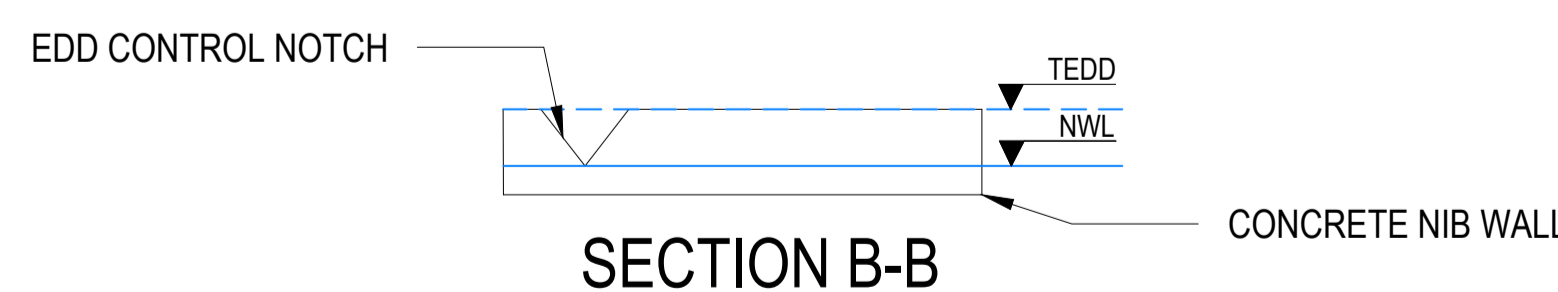 EDD CONTROL NOTCH
TEDD
NWL
CONCRETE NIB WALL
SECTION B-B